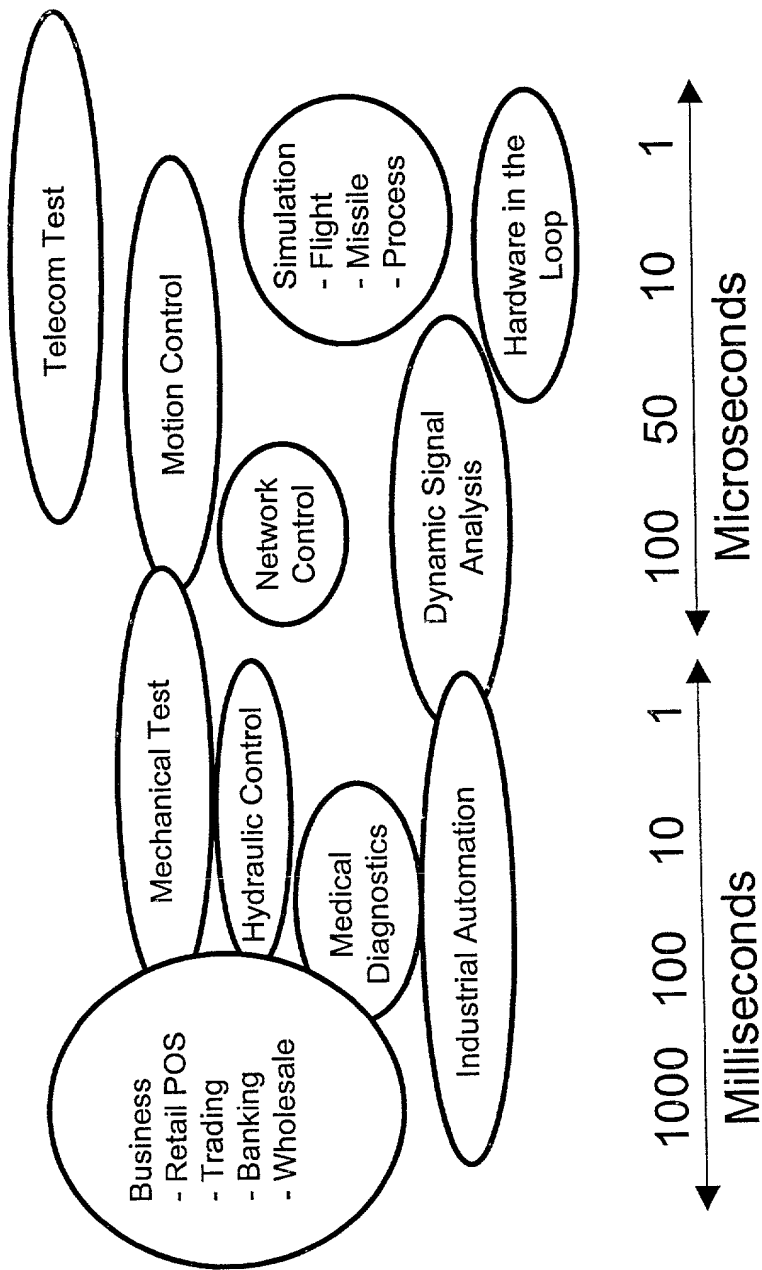 Telecom Test
Motion Control
Simulation
- Flight
- Missile
- Process
Hardware in the
Loop
Network
Control
Dynamic Signal
Analysis
Mechanical Test
Hydraulic Control
Medical
Diagnostics
Industrial Automation
Business
- Retail POS
- Trading
- Banking
- Wholesale
1000 100 10 1 100 50 10 1
Milliseconds Microseconds